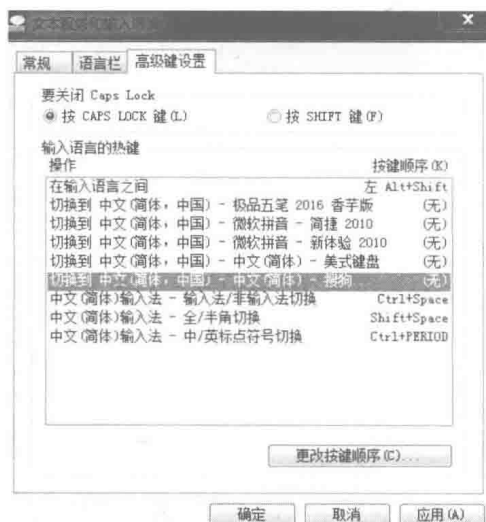 文本服务和输入语言
常规 语言栏 高级键设置
要关闭 Caps Lock
按 CAPS LOCK 键(L) 按 SHIFT 键(F)
输入语言的热键
操作 按键顺序(K)
在输入语言之间 左 Alt+Shift
切换到 中文(简体，中国) - 极品五笔 2016 香芋版 (无)
切换到 中文(简体，中国) - 微软拼音 - 简捷 2010 (无)
切换到 中文(简体，中国) - 微软拼音 - 新体验 2010 (无)
切换到 中文(简体，中国) - 中文(简体) - 美式键盘 (无)
切换到 中文(简体，中国) - 中文(简体) - 搜狗 (无)
中文(简体)输入法 - 输入法/非输入法切换 Ctrl+Space
中文(简体)输入法 - 全/半角切换 Shift+Space
中文(简体)输入法 - 中/英标点符号切换 Ctrl+PERIOD
更改按键顺序(C)...
确定 取消 应用(A)